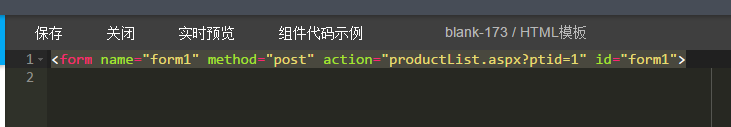 保存 关闭 实时预览 组件代码示例 blank-173 / HTML模板
1 <form name="form1" method="post" action="productList.aspx?ptid=1" id="form1">
2